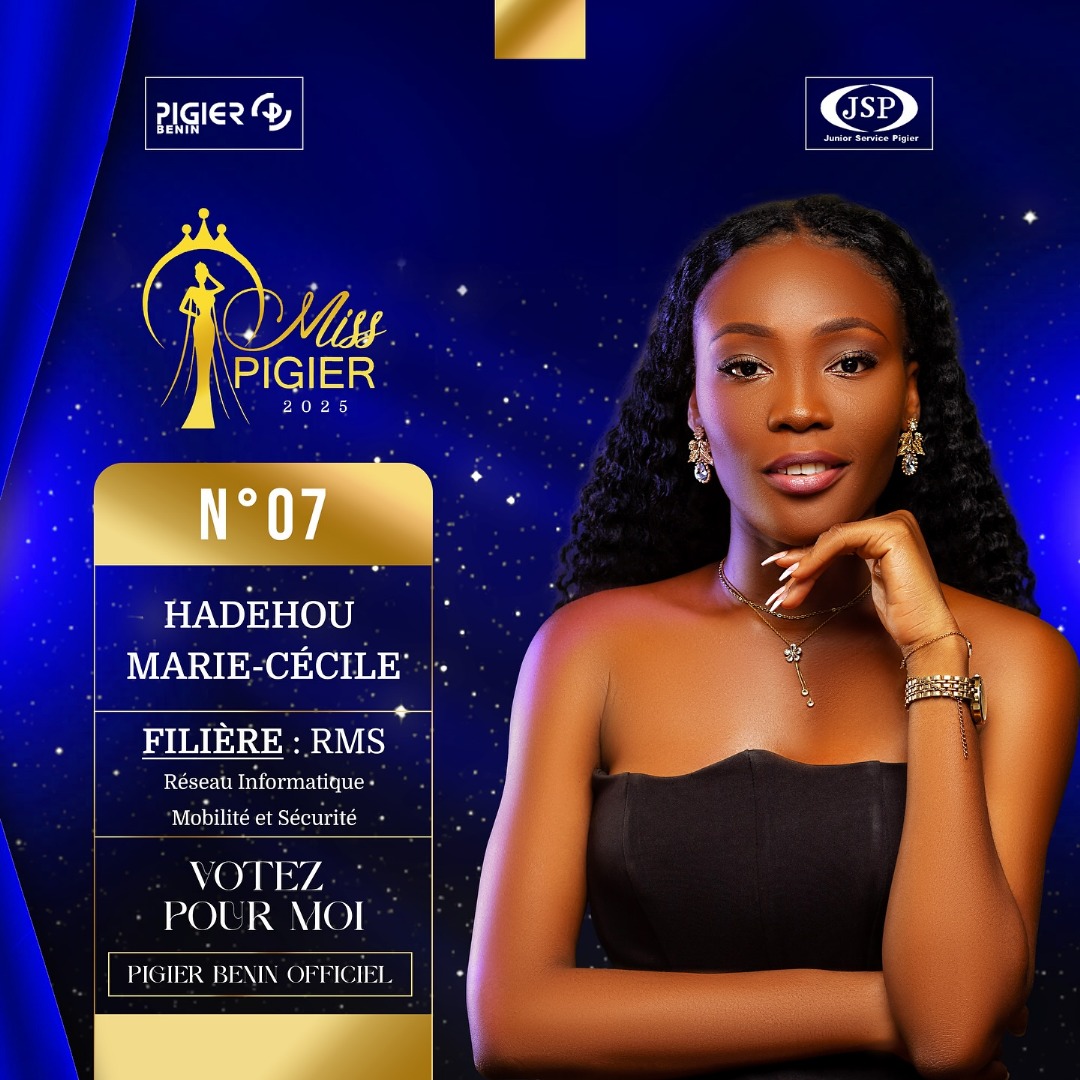 PIGIER
BENIN
JSP
Junior Service Pigier
Miss
PIGIER
2025
N°07
HADEHOU
MARIE-CÉCILE
FILIÈRE : RMS
Réseau Informatique
Mobilité et Sécurité
VOTEZ
POUR MOI
PIGIER BENIN OFFICIEL